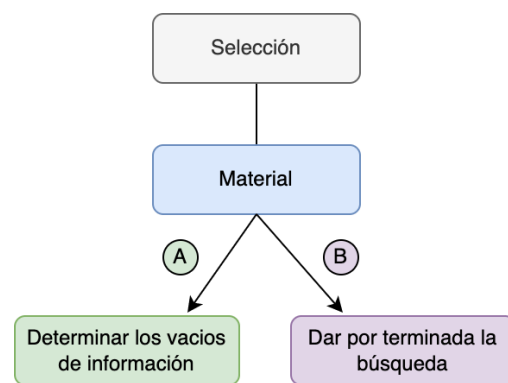 Selección
Material
A
B
Determinar los vacios
de información
Dar por terminada la
búsqueda